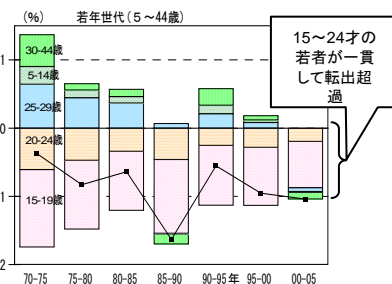 (%) 若年世代(5～44歳)
15～24才の
若者が一貫
して転出超
過
30-44歳
5-14歳
25-29歳
20-24歳
15-19歳
1
0
1
2
70-75 75-80 80-85 85-90 90-95年 95-00 00-05